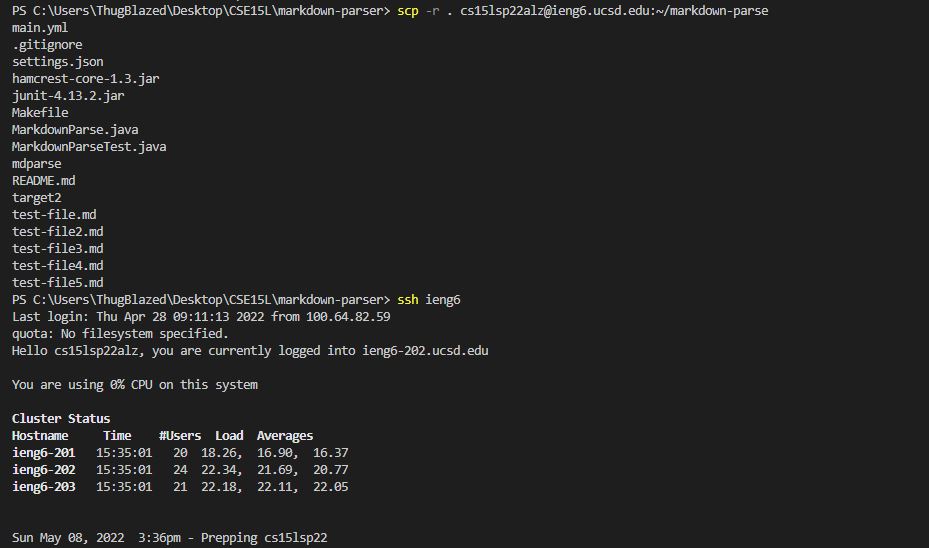 PS C:\Users\ThugBlazed\Desktop\CSE15L\markdown-parser> scp -r . cs15lsp22alz@ieng6.ucsd.edu:~/markdown-parse
main.yml
.gitignore
settings.json
hamcrest-core-1.3.jar
junit-4.13.2.jar
Makefile
MarkdownParse.java
MarkdownParseTest.java
mdparse
README.md
target2
test-file.md
test-file2.md
test-file3.md
test-file4.md
test-file5.md
PS C:\Users\ThugBlazed\Desktop\CSE15L\markdown-parser> ssh ieng6
Last login: Thu Apr 28 09:11:13 2022 from 100.64.82.59
quota: No filesystem specified.
Hello cs15lsp22alz, you are currently logged into ieng6-202.ucsd.edu
You are using 0% CPU on this system
Cluster Status
Hostname     Time    #Users  Load  Averages
ieng6-201   15:35:01   20  18.26,  16.90,  16.37
ieng6-202   15:35:01   24  22.34,  21.69,  20.77
ieng6-203   15:35:01   21  22.18,  22.11,  22.05
Sun May 08, 2022  3:36pm - Prepping cs15lsp22